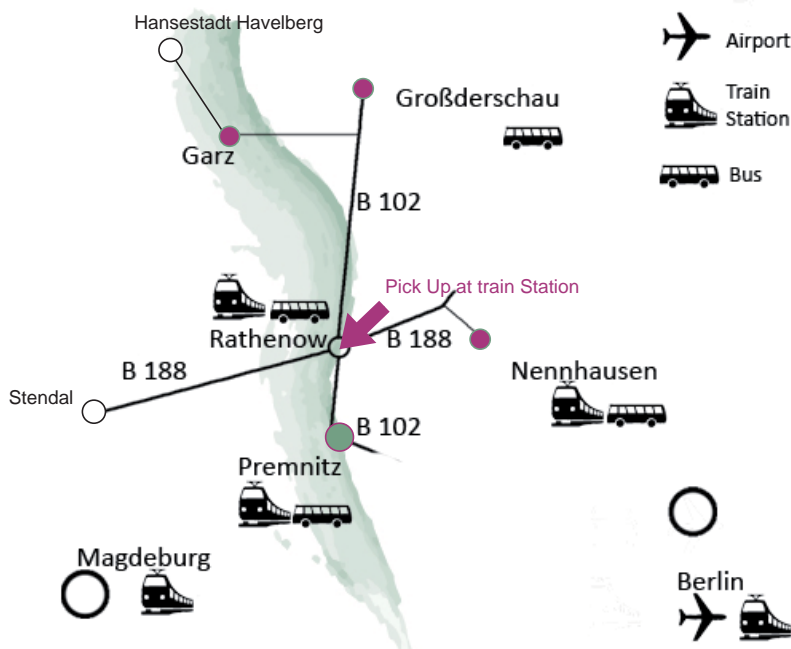 Hansestadt Havelberg
Airport
Großderschau
Train
Station
Garz
Bus
B 102
Pick Up at train Station
Rathenow
B 188
B 188
Nennhausen
Stendal
B 102
Premnitz
Magdeburg
Berlin